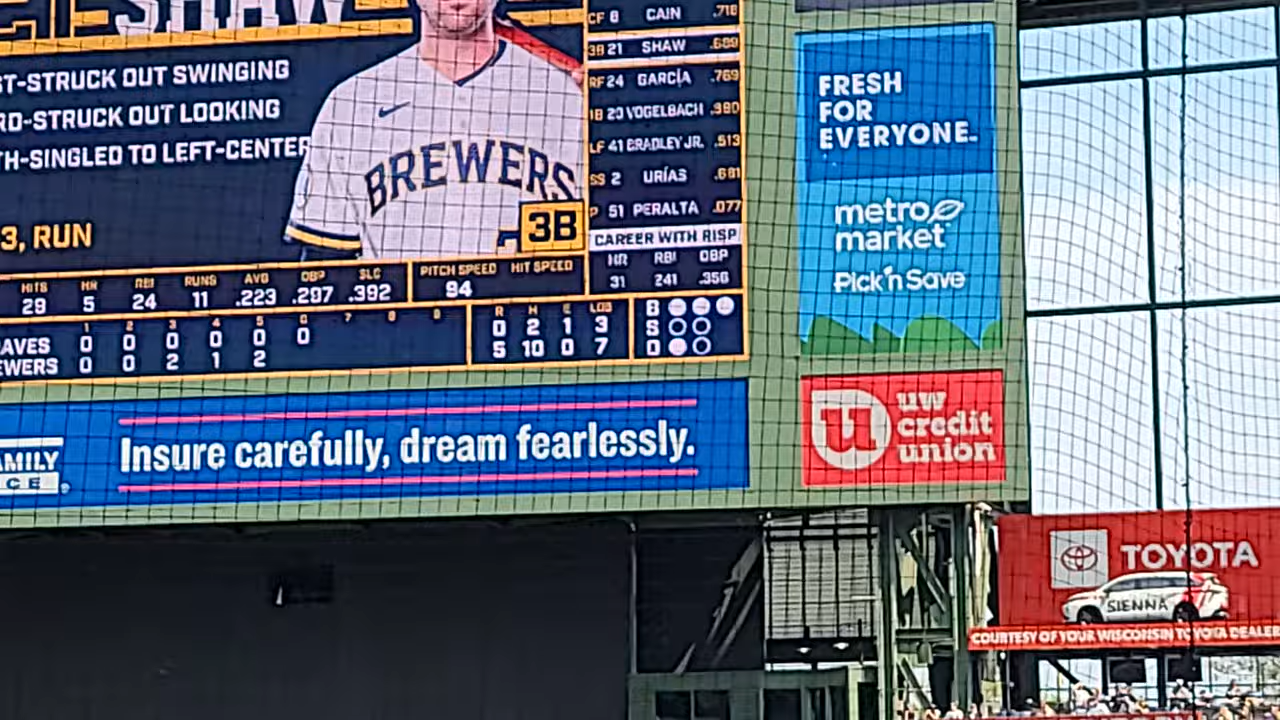 SHAW
ST-STRUCK OUT SWINGING
RD-STRUCK OUT LOOKING
TH-SINGLED TO LEFT-CENTER
3, RUN
BREWERS
3B
CF 8 CAIN .718
3B 21 SHAW .689
RF 24 GARCÍA .769
1B 20 VOGELBACH .390
LF 41 BRADLEY JR. .513
SS 2 URÍAS .681
P 51 PERALTA .077
CAREER WITH RISP
HR RBI OBP
31 241 .356
HITS HR RBI RUNS AVG OBP SLG
29 5 24 11 .223 .297 .392
PITCH SPEED HIT SPEED
94
1 2 3 4 5 6 7 8 9 R H E LOB
AVES 0 0 0 0 0 0 0 2 1 3
EWERS 0 0 2 1 2 5 10 0 7
B
S
O
AMILY
CE
Insure carefully, dream fearlessly.
FRESH
FOR
EVERYONE.
metro
market
Pick'n Save
u
uw
credit
union
TOYOTA
SIENNA
COURTESY OF YOUR WISCONSIN TOYOTA DEALER